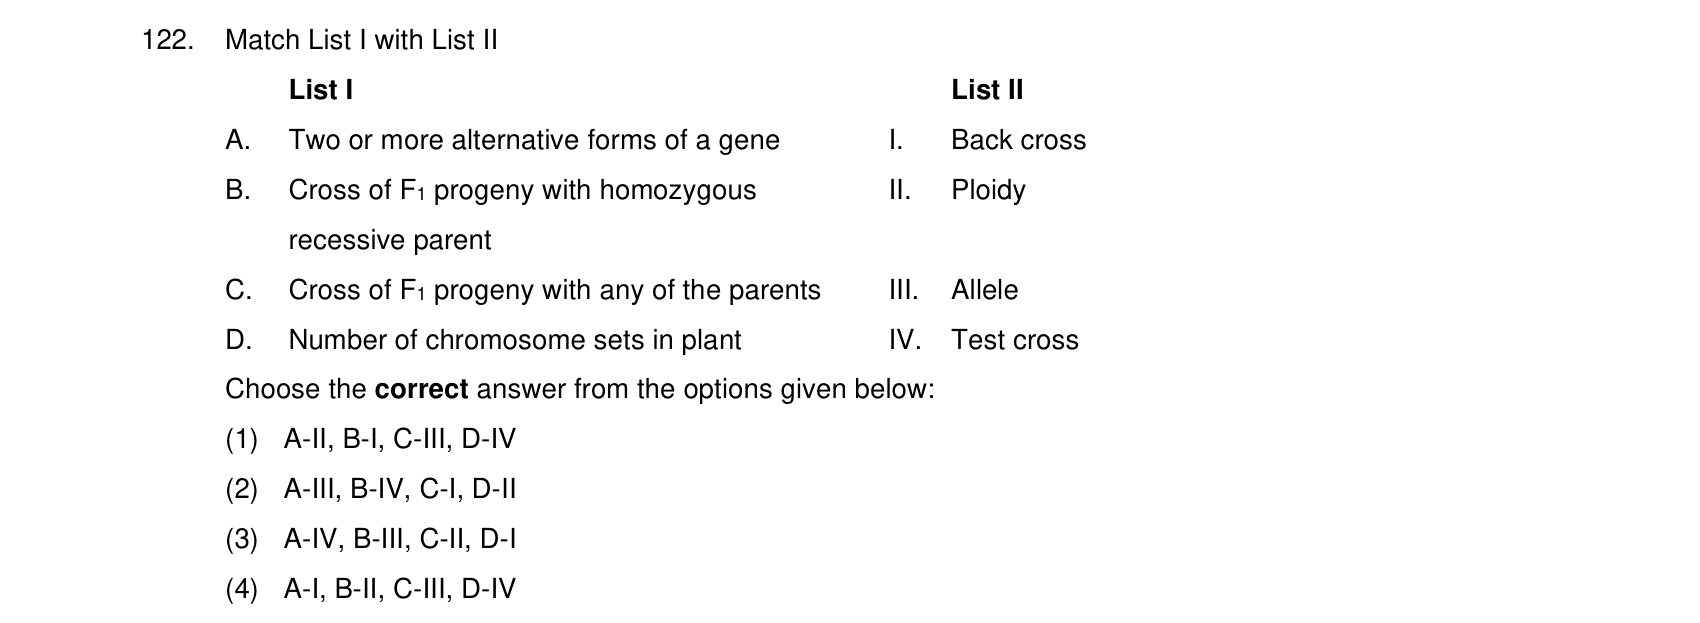 122. Match List I with List II
List I List II
A. Two or more alternative forms of a gene I. Back cross
B. Cross of F₁ progeny with homozygous II. Ploidy
recessive parent
C. Cross of F₁ progeny with any of the parents III. Allele
D. Number of chromosome sets in plant IV. Test cross
Choose the correct answer from the options given below:
(1) A-II, B-I, C-III, D-IV
(2) A-III, B-IV, C-I, D-II
(3) A-IV, B-III, C-II, D-I
(4) A-I, B-II, C-III, D-IV